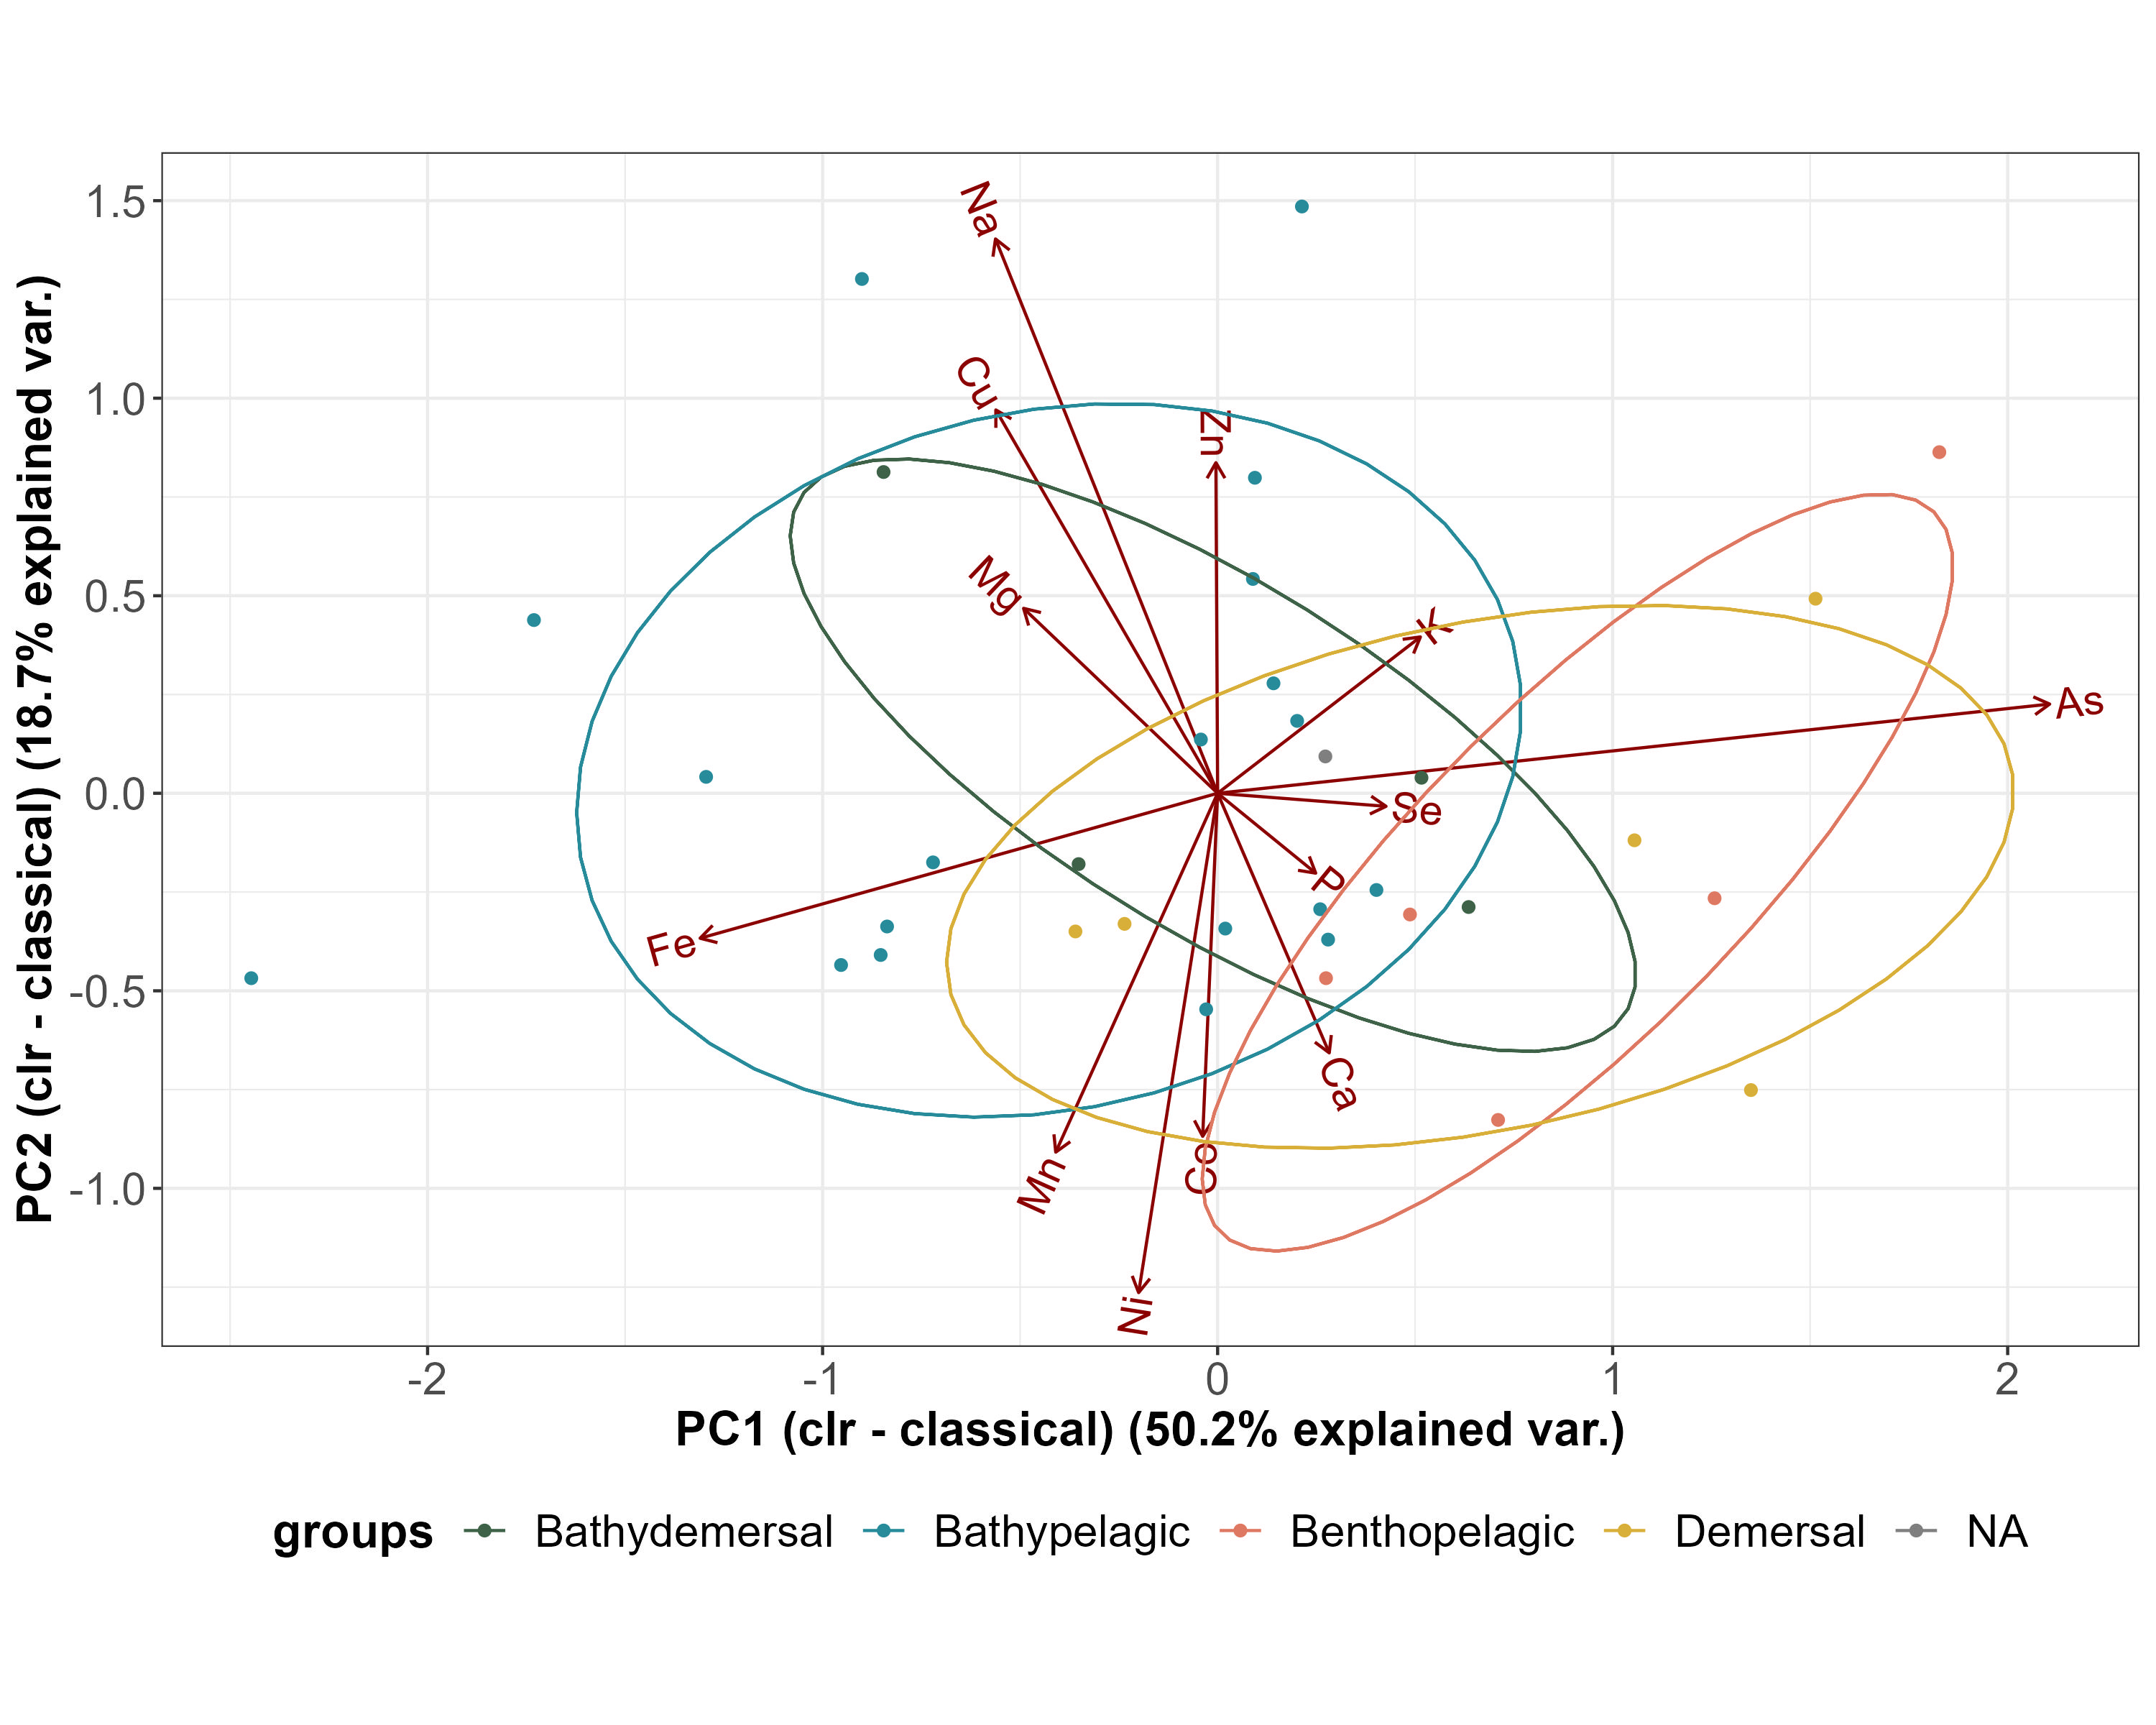 PC2 (clr - classical) (18.7% explained var.)
1.5
1.0
0.5
0.0
-0.5
-1.0
Na
Cu
Zn
Mg
K
As
Se
P
Fe
Ca
Mn
Co
Ni
-2
-1
0
1
2
PC1 (clr - classical) (50.2% explained var.)
groups Bathydemersal Bathypelagic Benthopelagic Demersal NA